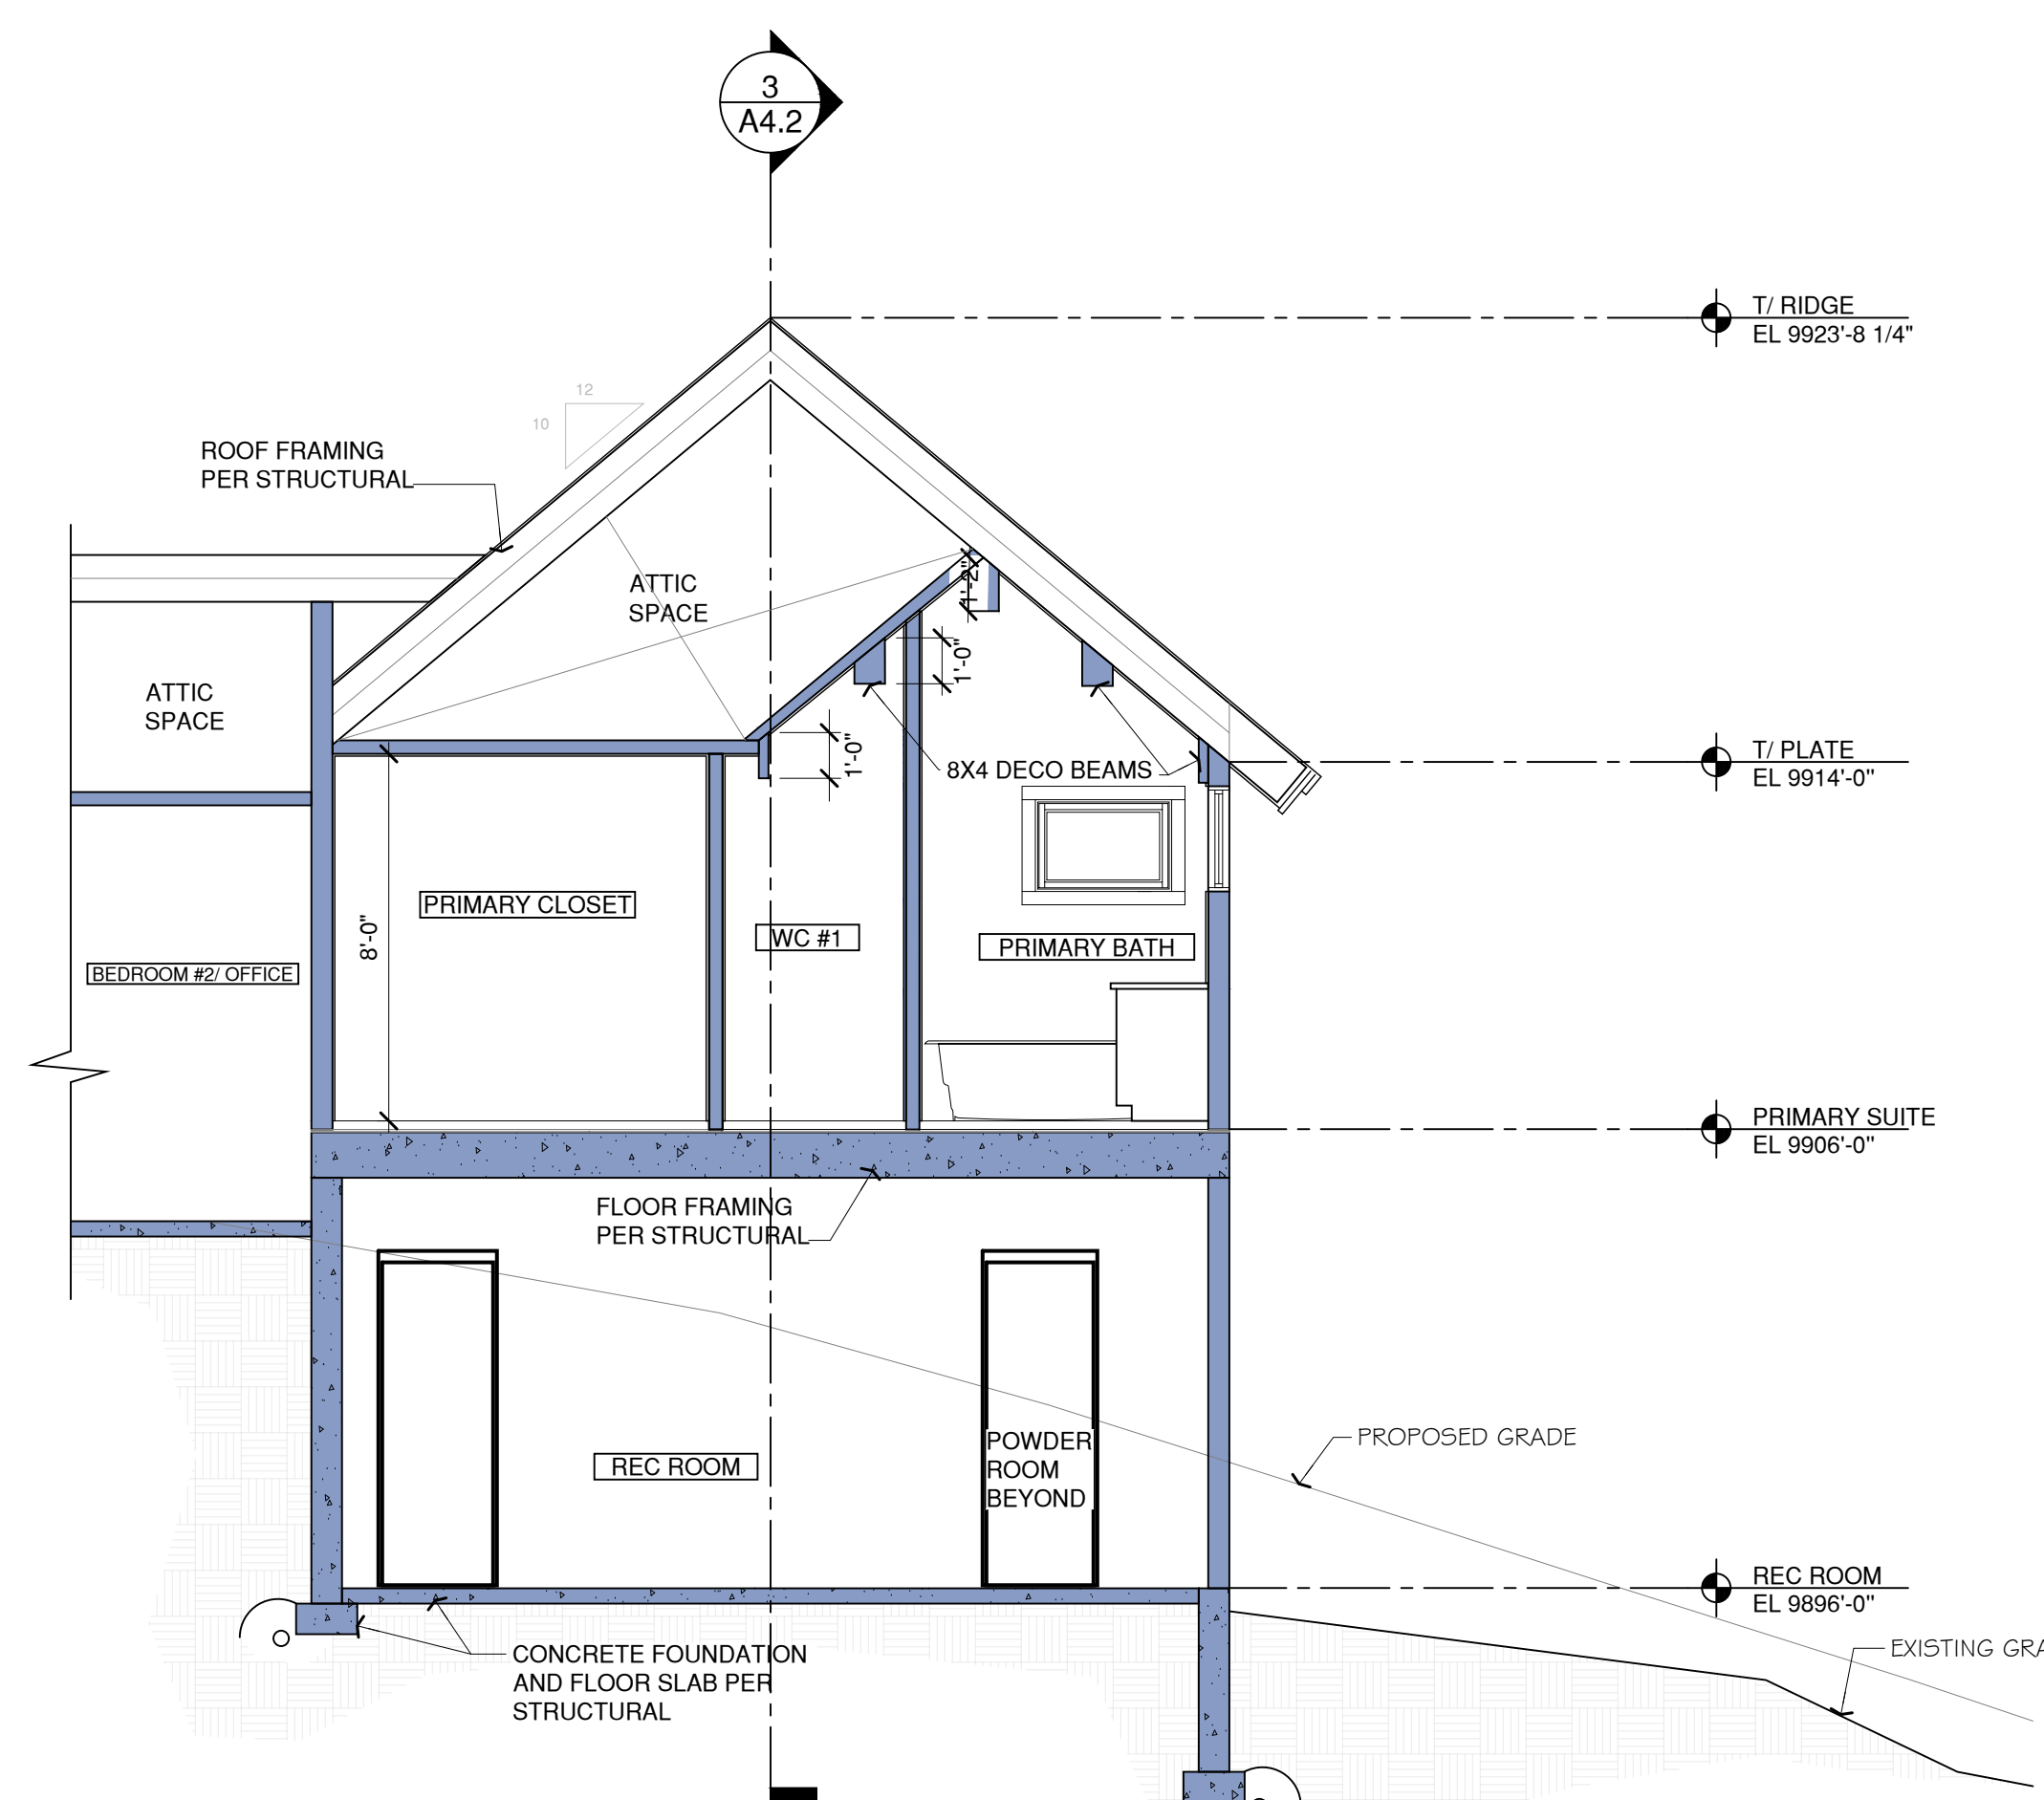 3
A4.2
T/ RIDGE
EL 9923'-8 1/4"
12
10
ROOF FRAMING
PER STRUCTURAL
ATTIC
SPACE
1'-2"
1'-0"
ATTIC
SPACE
1'-0"
8X4 DECO BEAMS
T/ PLATE
EL 9914'-0"
PRIMARY CLOSET
8'-0"
WC #1
PRIMARY BATH
BEDROOM #2/ OFFICE
PRIMARY SUITE
EL 9906'-0"
FLOOR FRAMING
PER STRUCTURAL
PROPOSED GRADE
POWDER
ROOM
BEYOND
REC ROOM
REC ROOM
EL 9896'-0"
EXISTING GRA
CONCRETE FOUNDATION
AND FLOOR SLAB PER
STRUCTURAL